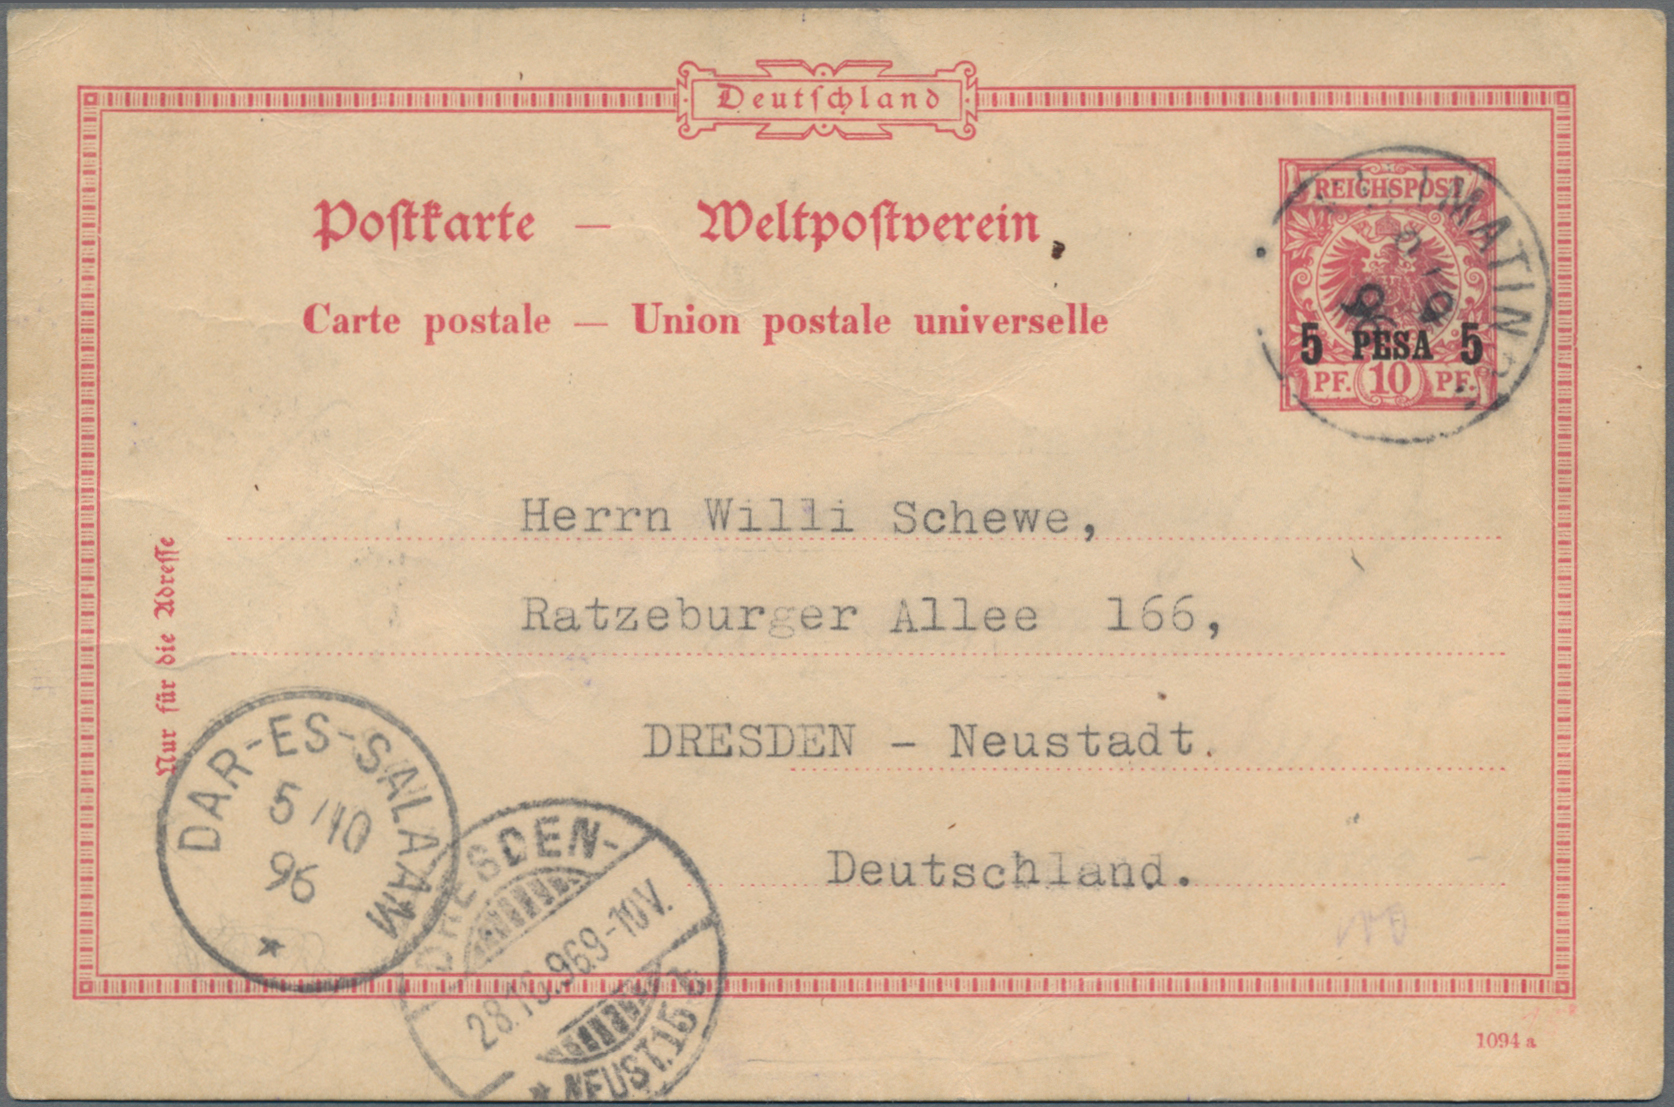 Deutschland
Postkarte — Weltpostverein
Carte postale — Union postale universelle
REICHSPOST
5 PESA 5
PF. 10 PF.
Herrn Willi Schewe,
Ratzeburger Allee 166,
DRESDEN - Neustadt.
Deutschland.
Nur für die Adresse
DAR-ES-SALAAM
5/10
96
DRESDEN-
28.10.96.9-10V.
NEUST.15
1094 a